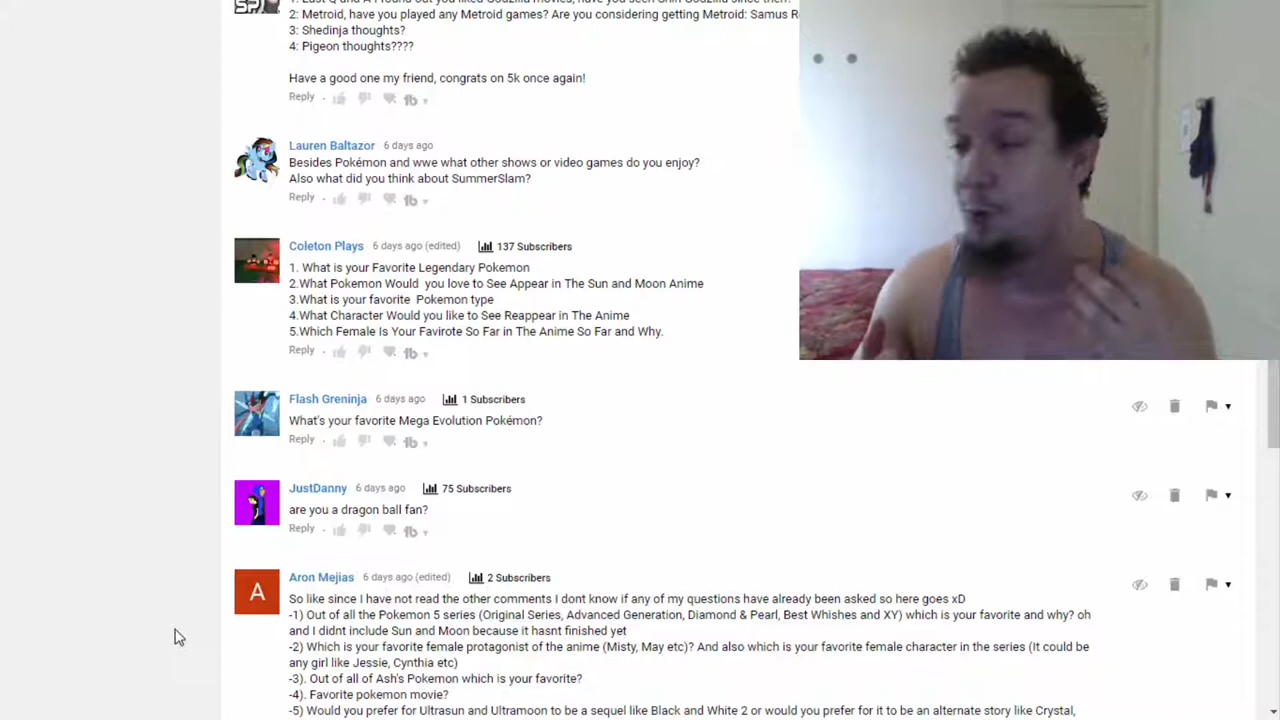 2: Metroid, have you played any Metroid games? Are you considering getting Metroid: Samus R
3: Shedinja thoughts?
4: Pigeon thoughts????
Have a good one my friend, congrats on 5k once again!
Reply
Lauren Baltazor 6 days ago
Besides Pokémon and wwe what other shows or video games do you enjoy?
Also what did you think about SummerSlam?
Reply
Coleton Plays 6 days ago (edited) 137 Subscribers
1. What is your Favorite Legendary Pokemon
2.What Pokemon Would you love to See Appear in The Sun and Moon Anime
3.What is your favorite Pokemon type
4.What Character Would you like to See Reappear in The Anime
5.Which Female Is Your Favirote So Far in The Anime So Far and Why.
Reply
Flash Greninja 6 days ago 1 Subscribers
What's your favorite Mega Evolution Pokémon?
Reply
JustDanny 6 days ago 75 Subscribers
are you a dragon ball fan?
Reply
A
Aron Mejias 6 days ago (edited) 2 Subscribers
So like since I have not read the other comments I dont know if any of my questions have already been asked so here goes xD
-1) Out of all the Pokemon 5 series (Original Series, Advanced Generation, Diamond & Pearl, Best Whishes and XY) which is your favorite and why? oh
and I didnt include Sun and Moon because it hasnt finished yet
-2) Which is your favorite female protagonist of the anime (Misty, May etc)? And also which is your favorite female character in the series (It could be
any girl like Jessie, Cynthia etc)
-3). Out of all of Ash's Pokemon which is your favorite?
-4). Favorite pokemon movie?
-5) Would you prefer for Ultrasun and Ultramoon to be a sequel like Black and White 2 or would you prefer for it to be an alternate story like Crystal,